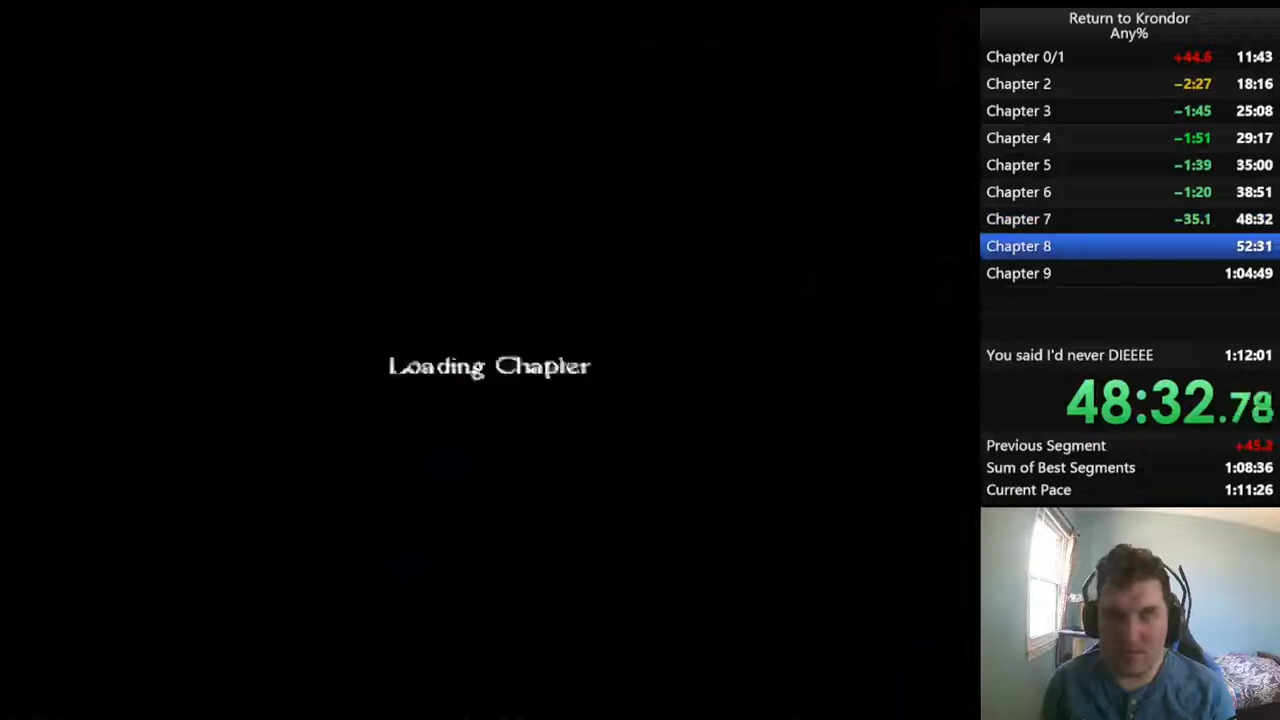 Return to Krondor
Any%
Chapter 0/1 +44.6 11:43
Chapter 2 −2:27 18:16
Chapter 3 −1:45 25:08
Chapter 4 −1:51 29:17
Chapter 5 −1:39 35:00
Chapter 6 −1:20 38:51
Chapter 7 −35.1 48:32
Chapter 8 52:31
Chapter 9 1:04:49
You said I'd never DIEEEE 1:12:01
Loading Chapter
48:32.78
Previous Segment +45.2
Sum of Best Segments 1:08:36
Current Pace 1:11:26